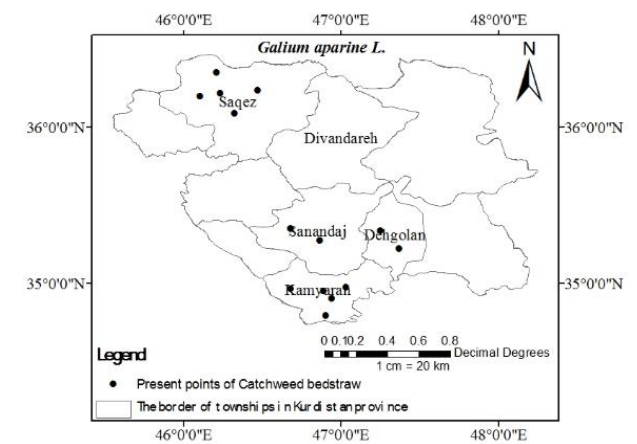 46°0'0"E 47°0'0"E 48°0'0"E
Galium aparine L.
N
Saqez
36°0'0"N 36°0'0"N
Divandareh
Sanandaj
Dehgolan
35°0'0"N 35°0'0"N
Kamyaran
0 0.10.2 0.4 0.6 0.8
Decimal Degrees
1 cm = 20 km
Legend
Present points of Catchweed bedstraw
The border of townships in Kurdistan province
46°0'0"E 47°0'0"E 48°0'0"E